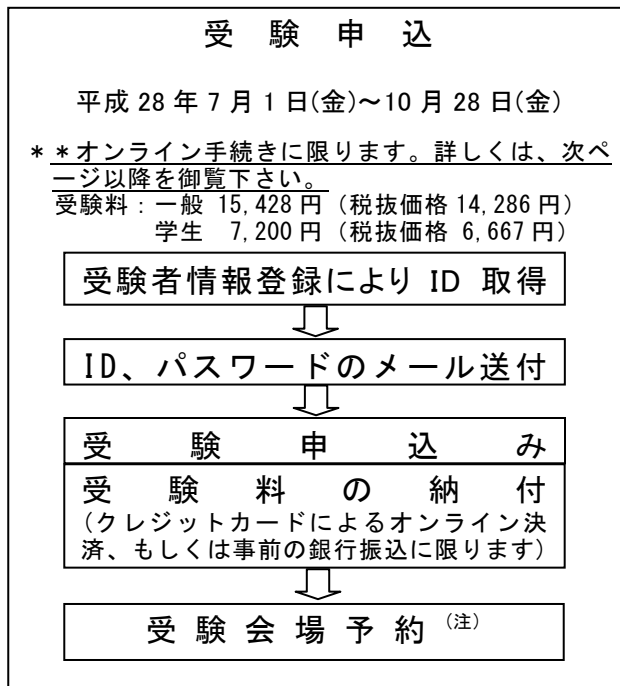 受験申込
平成 28 年 7 月 1 日(金)～10 月 28 日(金)
＊＊オンライン手続きに限ります。詳しくは、次ペ
ージ以降を御覧下さい。
受験料：一般 15,428 円（税抜価格 14,286 円）
学生 7,200 円（税抜価格 6,667 円）
受験者情報登録により ID 取得
ID、パスワードのメール送付
受験申込み
受験料の納付
(クレジットカードによるオンライン決
済、もしくは事前の銀行振込に限ります)
受験会場予約（注）